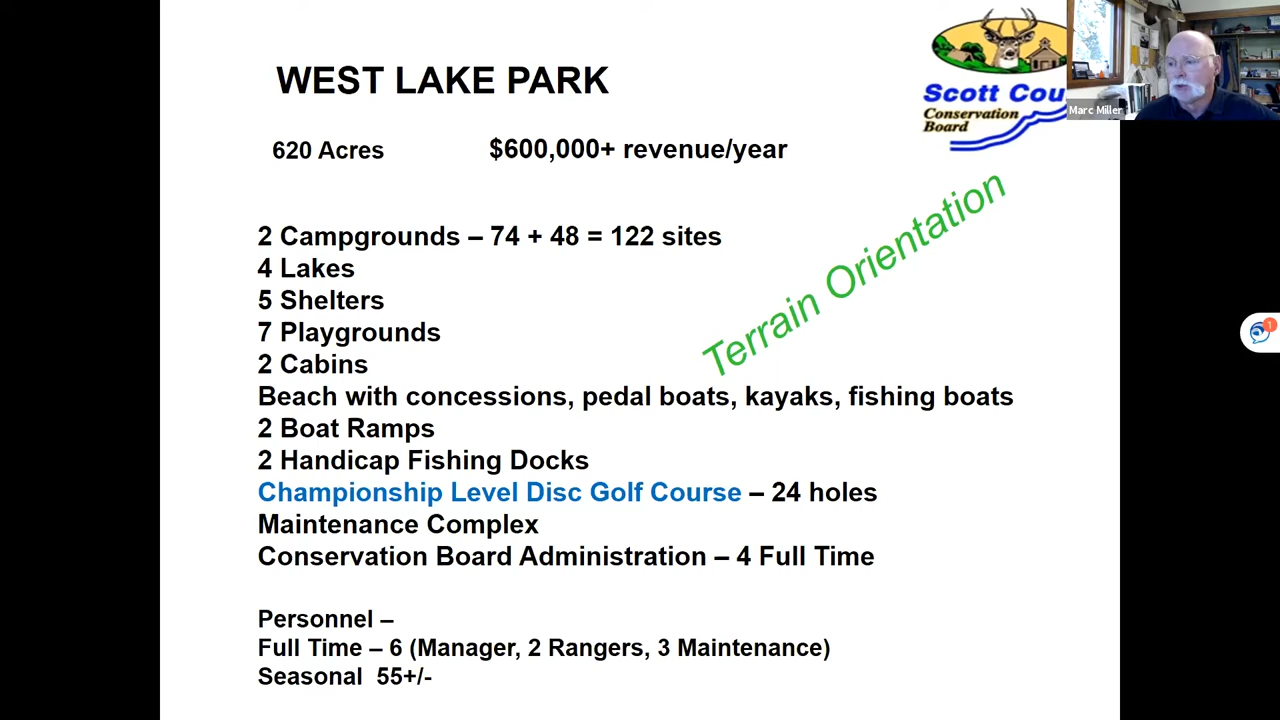 WEST LAKE PARK
Scott Cou
Conservation
Board
Marc Miller
620 Acres $600,000+ revenue/year
Terrain Orientation
2 Campgrounds – 74 + 48 = 122 sites
4 Lakes
5 Shelters
7 Playgrounds
2 Cabins
Beach with concessions, pedal boats, kayaks, fishing boats
2 Boat Ramps
2 Handicap Fishing Docks
Championship Level Disc Golf Course – 24 holes
Maintenance Complex
Conservation Board Administration – 4 Full Time
Personnel –
Full Time – 6 (Manager, 2 Rangers, 3 Maintenance)
Seasonal 55+/-
1